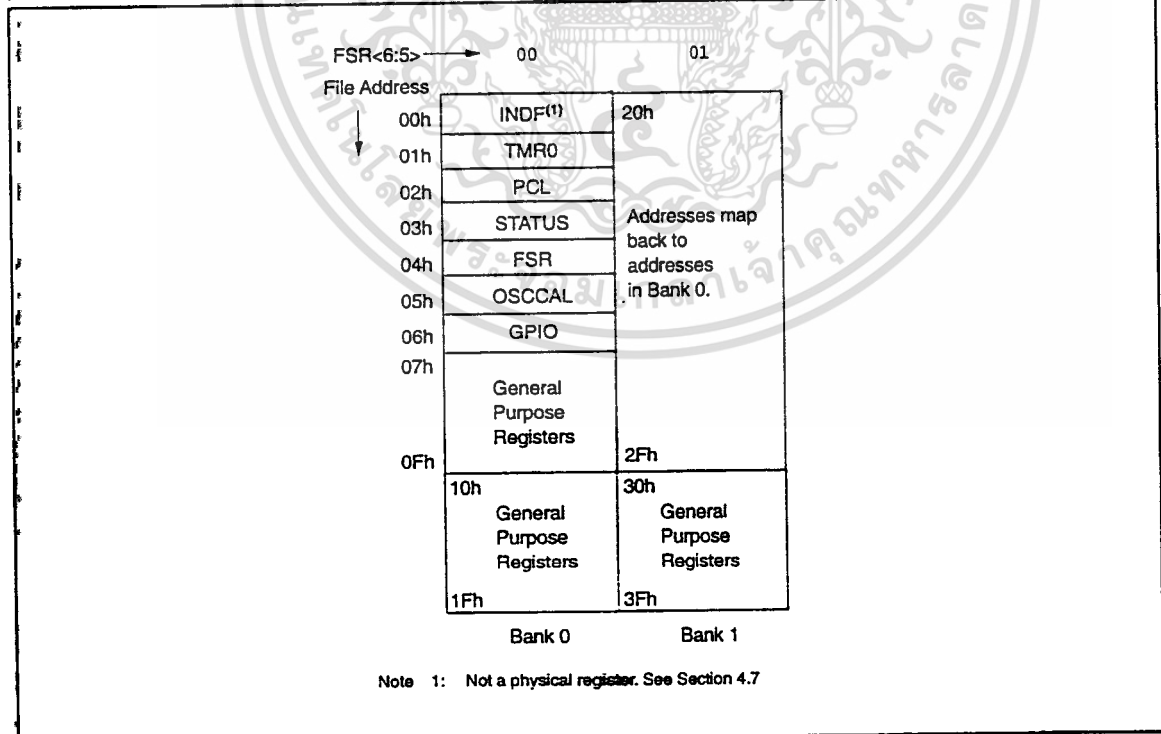 FSR<6:5> 00 01
File Address
00h INDF(1) 20h
01h TMR0
02h PCL
03h STATUS Addresses map
back to
04h FSR addresses
05h OSCCAL in Bank 0.
06h GPIO
07h
General
Purpose
Registers
0Fh 2Fh
10h 30h
General General
Purpose Purpose
Registers Registers
1Fh 3Fh
Bank 0 Bank 1
Note 1: Not a physical register. See Section 4.7